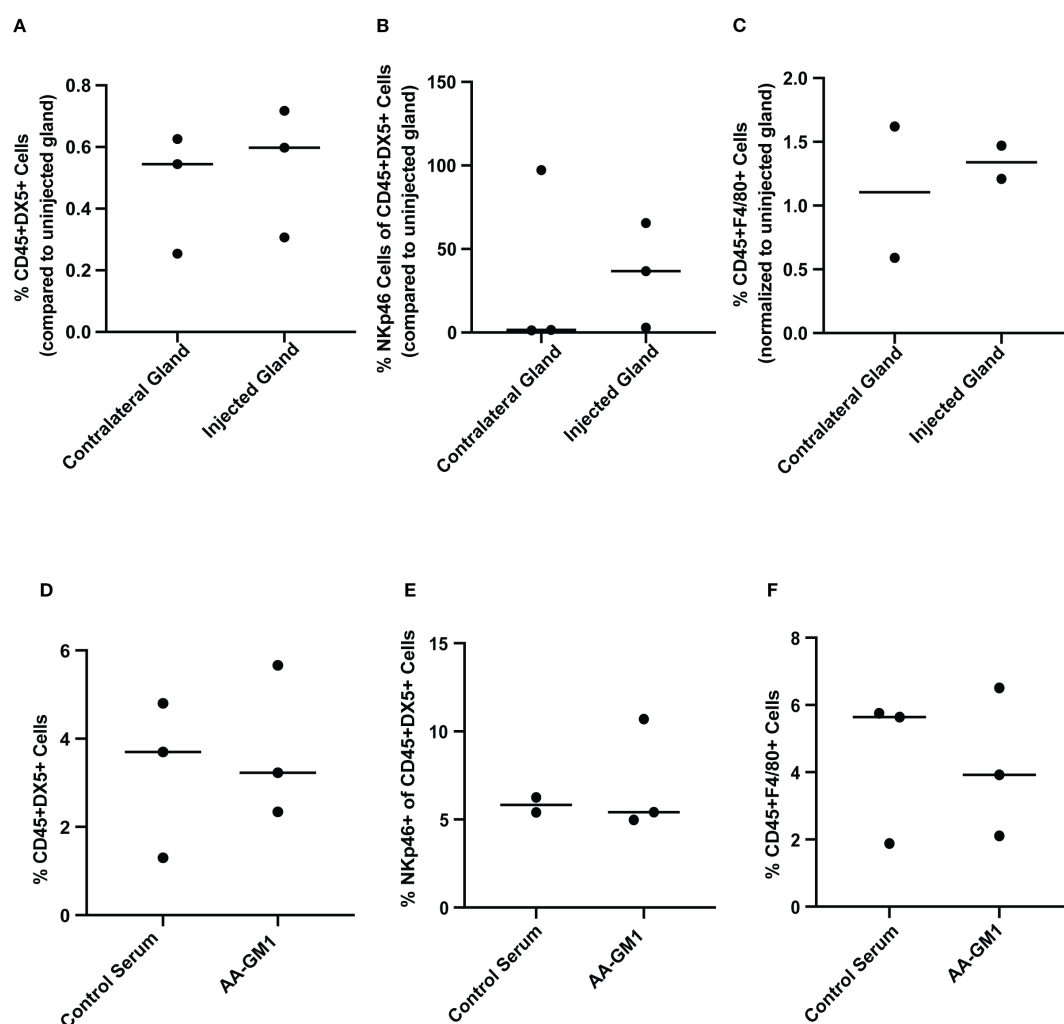 A
% CD45+DX5+ Cells
(compared to uninjected gland)
0.8
0.6
0.4
0.2
0.0
Contralateral Gland
Injected Gland
B
% NKp46 Cells of CD45+DX5+ Cells
(compared to uninjected gland)
150
100
50
0
Contralateral Gland
Injected Gland
C
% CD45+F4/80+ Cells
(normalized to uninjected gland)
2.0
1.5
1.0
0.5
0.0
Contralateral Gland
Injected Gland
D
% CD45+DX5+ Cells
6
4
2
0
Control Serum
AA-GM1
E
% NKp46+ of CD45+DX5+ Cells
15
10
5
0
Control Serum
AA-GM1
F
% CD45+F4/80+ Cells
8
6
4
2
0
Control Serum
AA-GM1